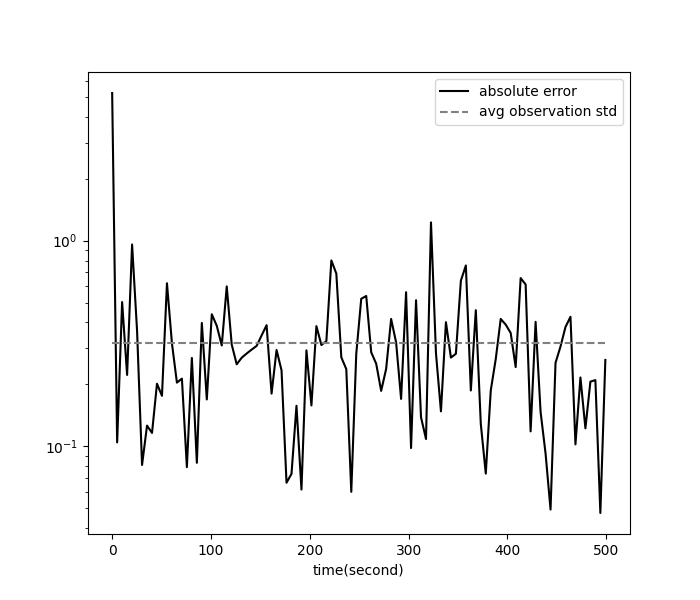 absolute error
avg observation std
10⁰
10⁻¹
0 100 200 300 400 500
time(second)